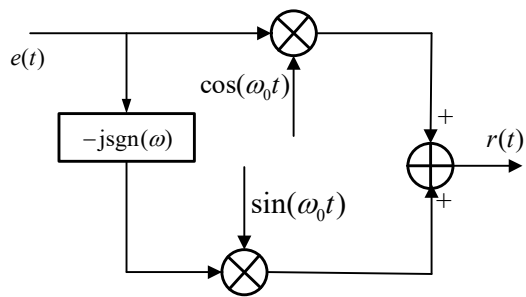 e(t)
cos(ω₀t)
+
−jsgn(ω)
r(t)
+
sin(ω₀t)